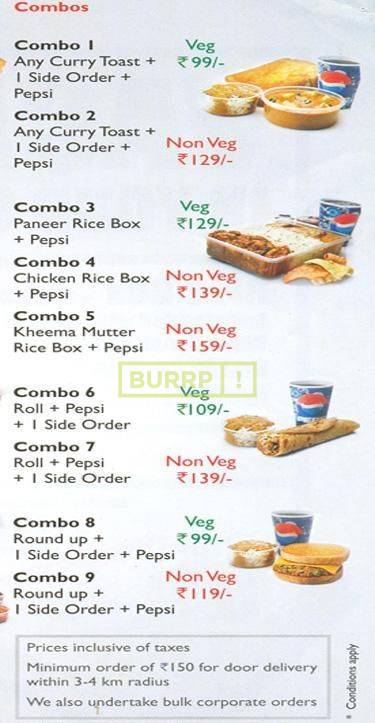 Combos
Combo 1 Veg
Any Curry Toast + ₹99/-
1 Side Order +
Pepsi
Combo 2
Any Curry Toast +
1 Side Order + Non Veg
Pepsi ₹129/-
Combo 3 Veg
Paneer Rice Box ₹129/-
+ Pepsi
Combo 4
Chicken Rice Box Non Veg
+ Pepsi ₹139/-
Combo 5
Kheema Mutter Non Veg
Rice Box + Pepsi ₹159/-
BURRP!
Combo 6 Veg
Roll + Pepsi ₹109/-
+ 1 Side Order
Combo 7
Roll + Pepsi Non Veg
+ 1 Side Order ₹139/-
Combo 8 Veg
Round up + ₹99/-
1 Side Order + Pepsi
Combo 9 Non Veg
Round up + ₹119/-
1 Side Order + Pepsi
Prices inclusive of taxes
Minimum order of ₹150 for door delivery
within 3-4 km radius
We also undertake bulk corporate orders
* Conditions apply